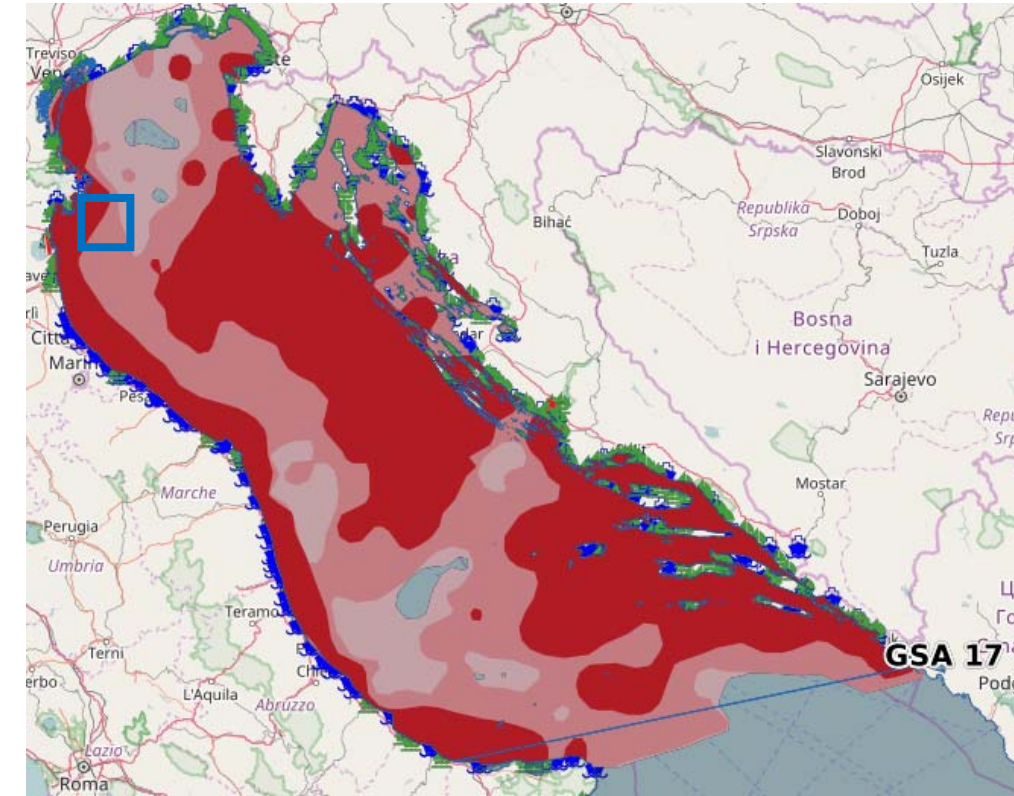 Treviso
Osijek
Slavonski
Brod
Republika
Srpska
Doboj
Bihać
Tuzla
Bosna
i Hercegovina
Sarajevo
Marche
Mostar
Perugia
Umbria
Teramo
Terni
L'Aquila
Abruzzo
GSA 17
Lazio
Roma